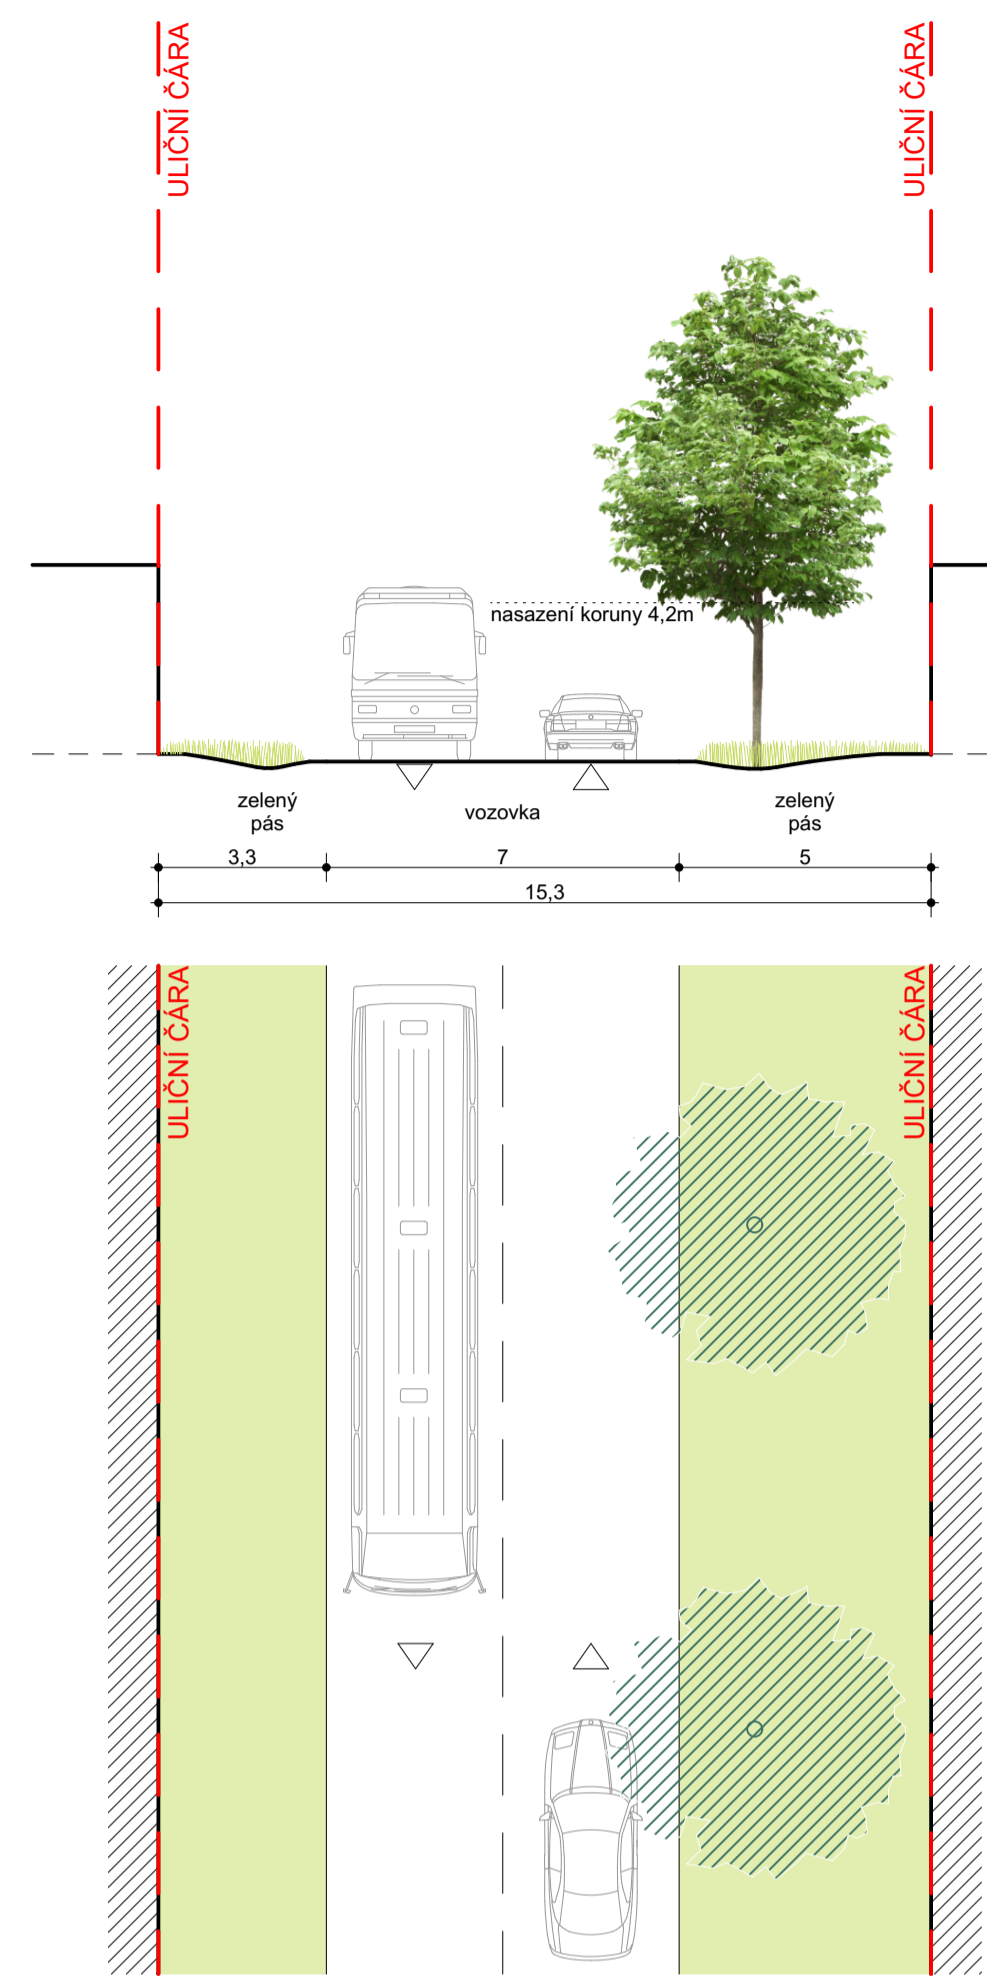 ULIČNÍ ČÁRA
ULIČNÍ ČÁRA
nasazení koruny 4,2m
zelený
pás
vozovka
zelený
pás
3,3
7
5
15,3
ULIČNÍ ČÁRA
ULIČNÍ ČÁRA